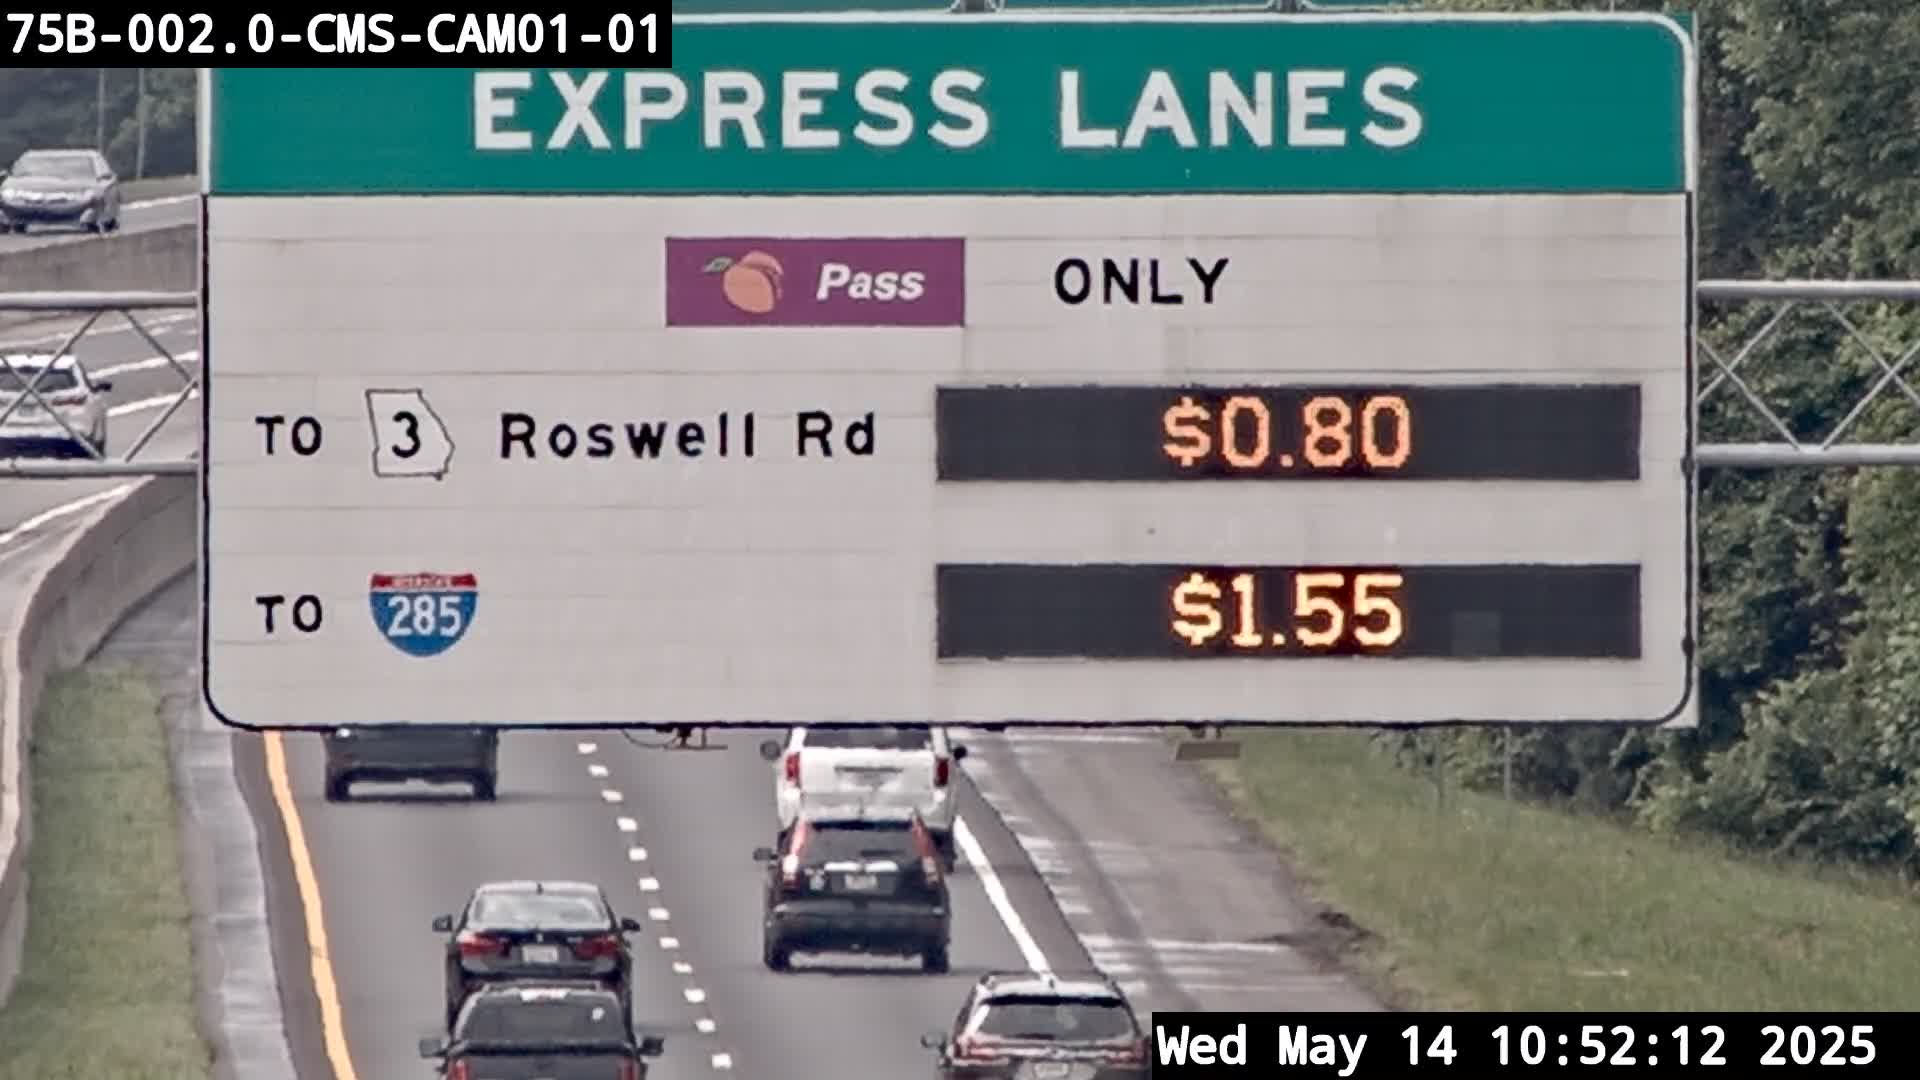 75B-002.0-CMS-CAM01-01
EXPRESS LANES
Pass ONLY
TO 3 Roswell Rd $0.80
TO INTERSTATE 285 $1.55
Wed May 14 10:52:12 2025